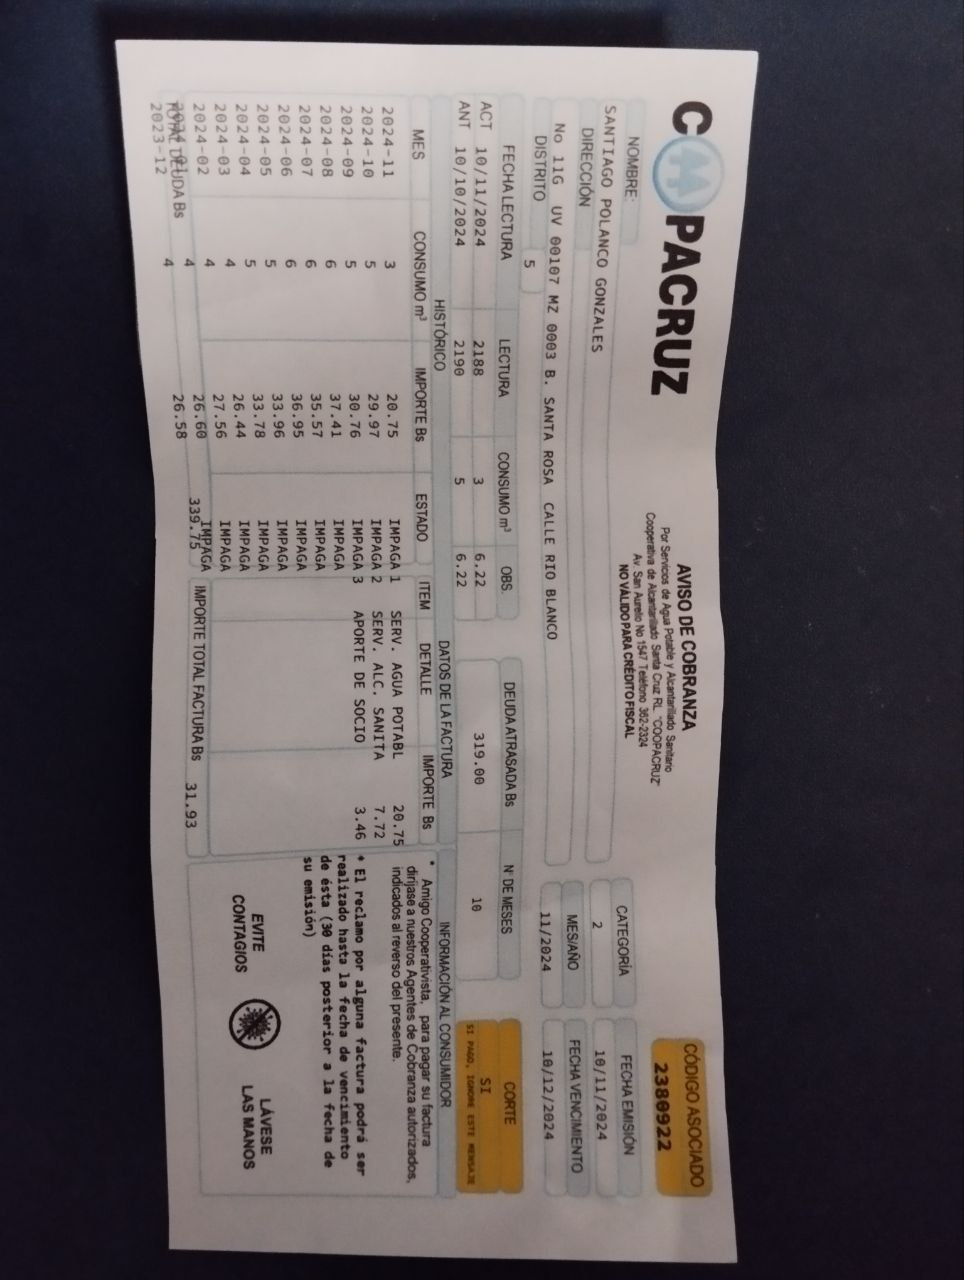 COOPACRUZ
AVISO DE COBRANZA
Por Servicios de Agua Potable y Alcantarillado Sanitario
Cooperativa de Alcantarillado Santa Cruz RL. "COOPACRUZ"
Av. San Aurelio No 1547 Teléfono 362-2324
NO VÁLIDO PARA CRÉDITO FISCAL
CÓDIGO ASOCIADO
2380922
NOMBRE:
SANTIAGO POLANCO GONZALES
CATEGORÍA
2
FECHA EMISIÓN
10/11/2024
DIRECCIÓN
No 11G UV 00107 MZ 0003 B. SANTA ROSA CALLE RIO BLANCO
MES/AÑO
11/2024
FECHA VENCIMIENTO
10/12/2024
DISTRITO 5
FECHA LECTURA LECTURA CONSUMO m³ OBS.
ACT 10/11/2024 2188 3 6.22
ANT 10/10/2024 2190 5 6.22
DEUDA ATRASADA Bs N° DE MESES
319.00 10
CORTE
SI
SI PAGO, IGNORE ESTE MENSAJE
HISTÓRICO
MES CONSUMO m³ IMPORTE Bs ESTADO
2024-11 3 20.75 IMPAGA
2024-10 5 29.97 IMPAGA
2024-09 5 30.76 IMPAGA
2024-08 6 37.41 IMPAGA
2024-07 6 35.57 IMPAGA
2024-06 6 36.95 IMPAGA
2024-05 5 33.96 IMPAGA
2024-04 5 33.78 IMPAGA
2024-03 4 26.44 IMPAGA
2024-02 4 27.56 IMPAGA
2024-01 4 26.60
2023-12 4 26.58
TOTAL DEUDA Bs 339.75
DATOS DE LA FACTURA
ITEM DETALLE IMPORTE Bs
1 SERV. AGUA POTABL 20.75
2 SERV. ALC. SANITA 7.72
3 APORTE DE SOCIO 3.46
IMPORTE TOTAL FACTURA Bs 31.93
INFORMACIÓN AL CONSUMIDOR
* Amigo Cooperativista, para pagar su factura
diríjase a nuestros Agentes de Cobranza autorizados,
indicados al reverso del presente.
* El reclamo por alguna factura podrá ser
realizado hasta la fecha de vencimiento
de ésta (30 días posterior a la fecha de
su emisión)
EVITE
CONTAGIOS
LÁVESE
LAS MANOS